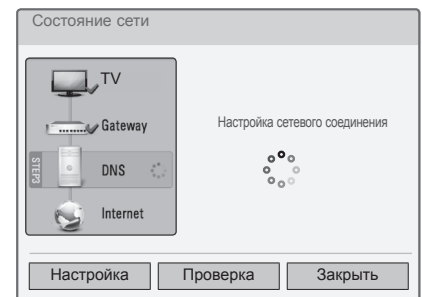 Состояние сети
TV
Gateway
Настройка сетевого соединения
STEP3
DNS
Internet
Настройка
Проверка
Закрыть